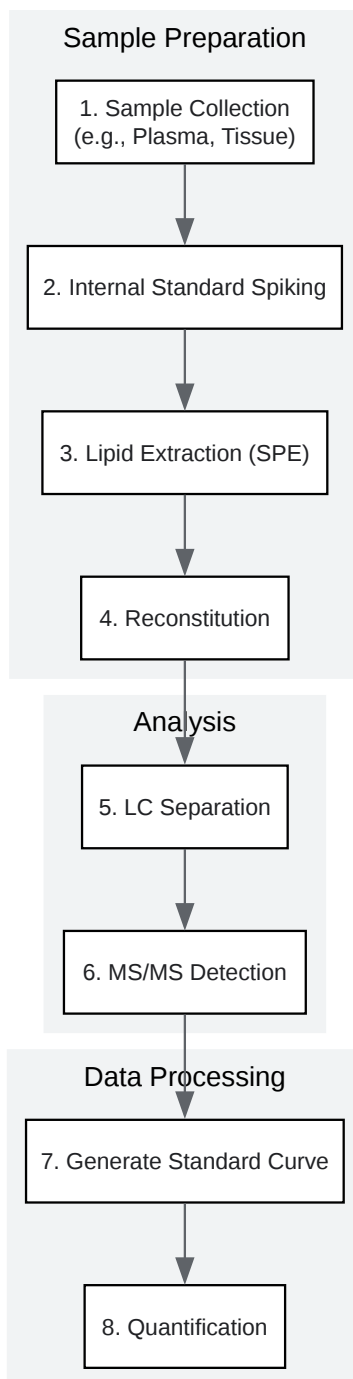 Sample Preparation
1. Sample Collection
(e.g., Plasma, Tissue)
2. Internal Standard Spiking
3. Lipid Extraction (SPE)
4. Reconstitution
Analysis
5. LC Separation
6. MS/MS Detection
Data Processing
7. Generate Standard Curve
8. Quantification